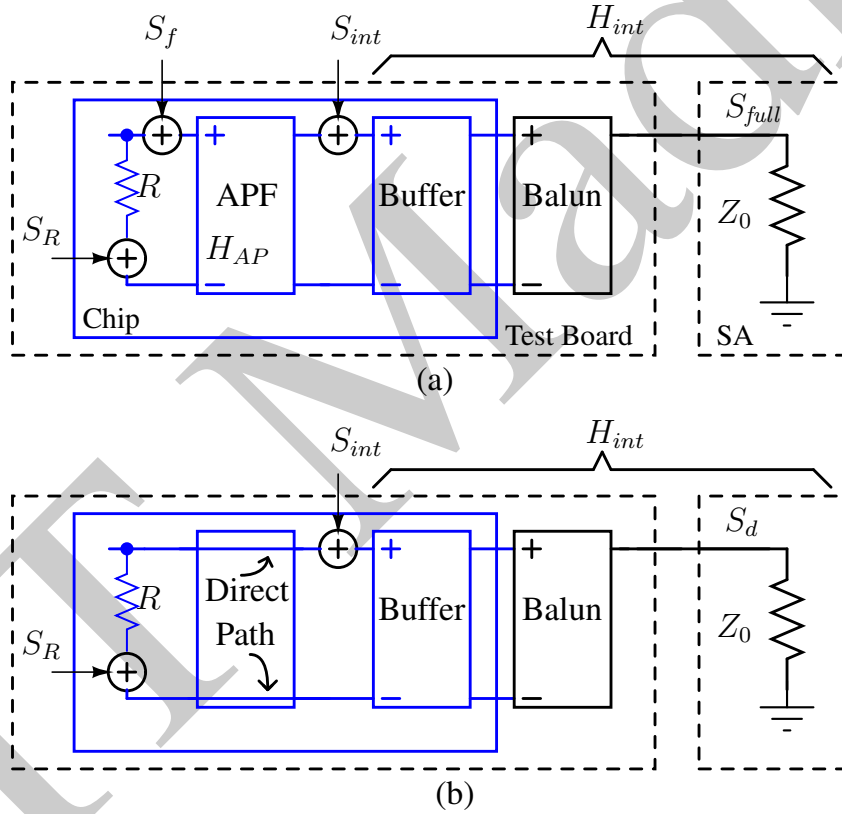 S_f
S_int
H_int
S_full
+
+
+
+
+
R
APF
Buffer
Balun
Z_0
S_R
+
H_AP
−
−
−
Chip
Test Board
SA
(a)
S_int
H_int
S_d
+
+
+
R
Direct
Path
Buffer
Balun
Z_0
S_R
+
−
−
(b)